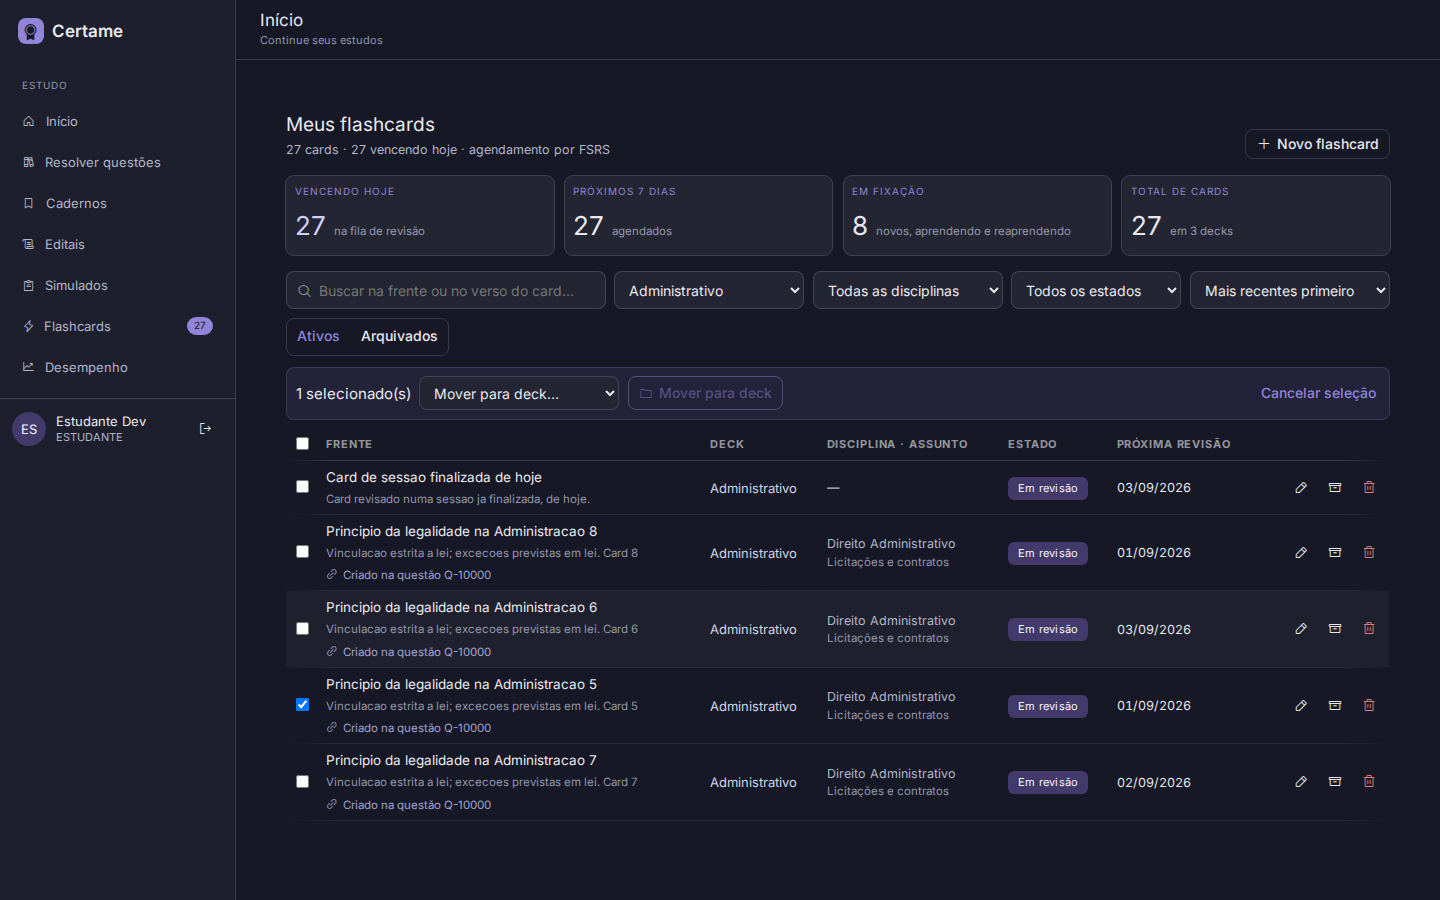 Certame
Início
Continue seus estudos
ESTUDO
Início
Resolver questões
Cadernos
Editais
Simulados
Flashcards 27
Desempenho
Estudante Dev
ES
ESTUDANTE
Meus flashcards
27 cards · 27 vencendo hoje · agendamento por FSRS
Novo flashcard
VENCENDO HOJE
27 na fila de revisão
PRÓXIMOS 7 DIAS
27 agendados
EM FIXAÇÃO
8 novos, aprendendo e reaprendendo
TOTAL DE CARDS
27 em 3 decks
Buscar na frente ou no verso do card...
Administrativo
Todas as disciplinas
Todos os estados
Mais recentes primeiro
Ativos Arquivados
1 selecionado(s) Mover para deck... Mover para deck Cancelar seleção
FRENTE DECK DISCIPLINA · ASSUNTO ESTADO PRÓXIMA REVISÃO
Card de sessao finalizada de hoje
Card revisado numa sessao ja finalizada, de hoje.
Administrativo — Em revisão 03/09/2026
Principio da legalidade na Administracao 8
Vinculacao estrita a lei; excecoes previstas em lei. Card 8
Criado na questão Q-10000
Administrativo
Direito Administrativo
Licitações e contratos
Em revisão 01/09/2026
Principio da legalidade na Administracao 6
Vinculacao estrita a lei; excecoes previstas em lei. Card 6
Criado na questão Q-10000
Administrativo
Direito Administrativo
Licitações e contratos
Em revisão 03/09/2026
Principio da legalidade na Administracao 5
Vinculacao estrita a lei; excecoes previstas em lei. Card 5
Criado na questão Q-10000
Administrativo
Direito Administrativo
Licitações e contratos
Em revisão 01/09/2026
Principio da legalidade na Administracao 7
Vinculacao estrita a lei; excecoes previstas em lei. Card 7
Criado na questão Q-10000
Administrativo
Direito Administrativo
Licitações e contratos
Em revisão 02/09/2026